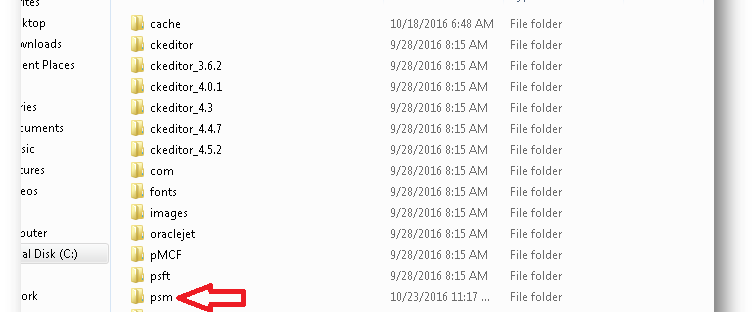 rites
cache 10/18/2016 6:48 AM File folder
sktop
ckeditor 9/28/2016 8:15 AM File folder
wnloads
ckeditor_3.6.2 9/28/2016 8:15 AM File folder
ent Places
ckeditor_4.0.1 9/28/2016 8:15 AM File folder
ries
ckeditor_4.3 9/28/2016 8:15 AM File folder
cuments
ckeditor_4.4.7 9/28/2016 8:15 AM File folder
sic
ckeditor_4.5.2 9/28/2016 8:15 AM File folder
tures
com 9/28/2016 8:15 AM File folder
eos
fonts 9/28/2016 8:15 AM File folder
images 9/28/2016 8:15 AM File folder
puter
oraclejet 9/28/2016 8:15 AM File folder
al Disk (C:)
pMCF 9/28/2016 8:15 AM File folder
psft 9/28/2016 8:15 AM File folder
ork
psm 10/23/2016 11:17 ... File folder